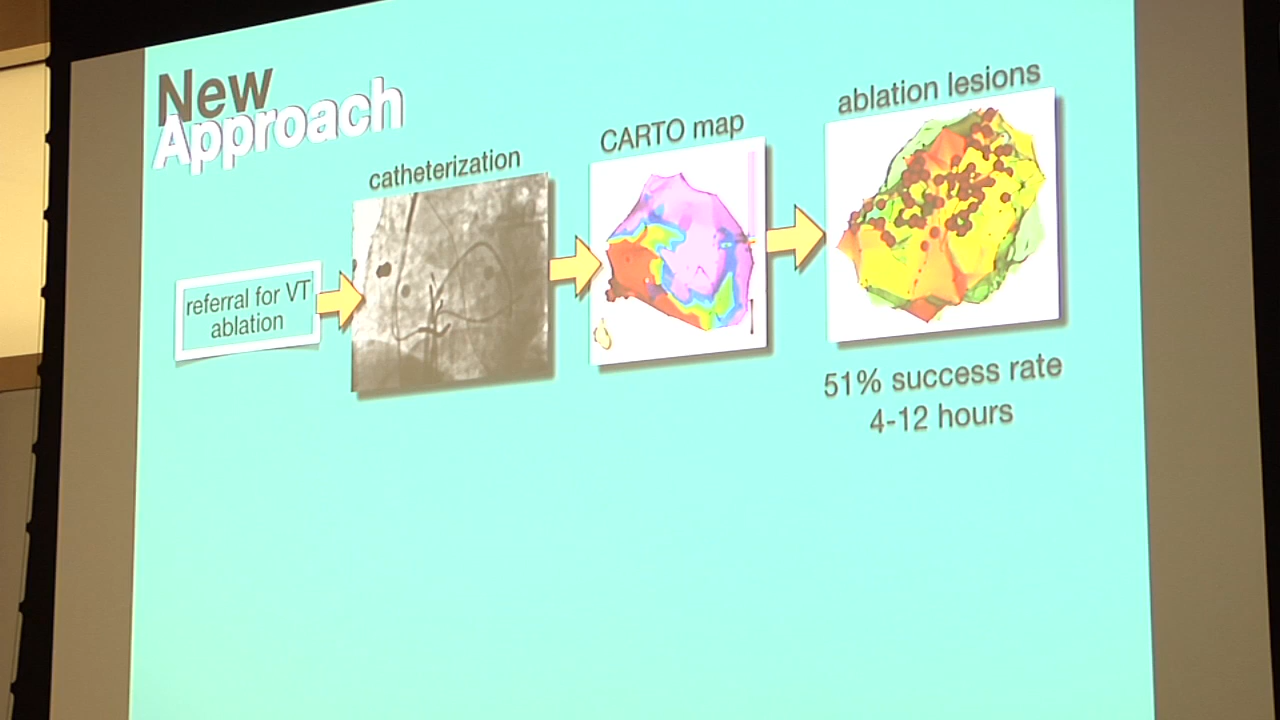 New
Approach
catheterization
CARTO map
ablation lesions
referral for VT
ablation
51% success rate
4-12 hours